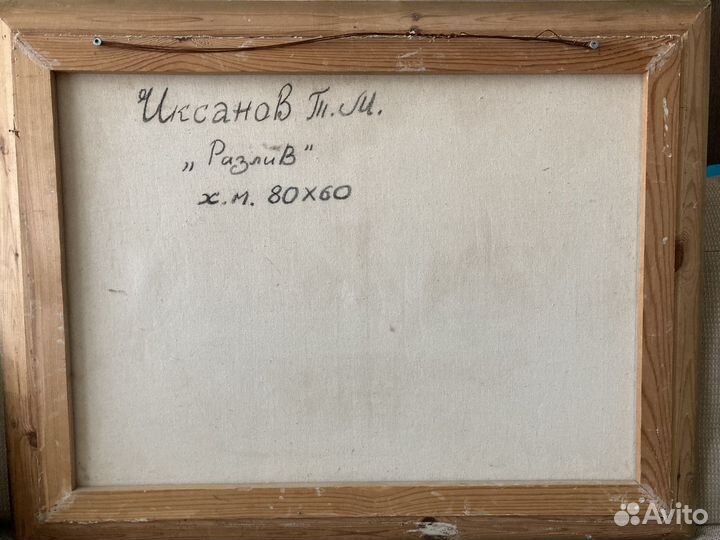 Иксанов Т.М.
„Разлив"
х.м. 80х60
Avito